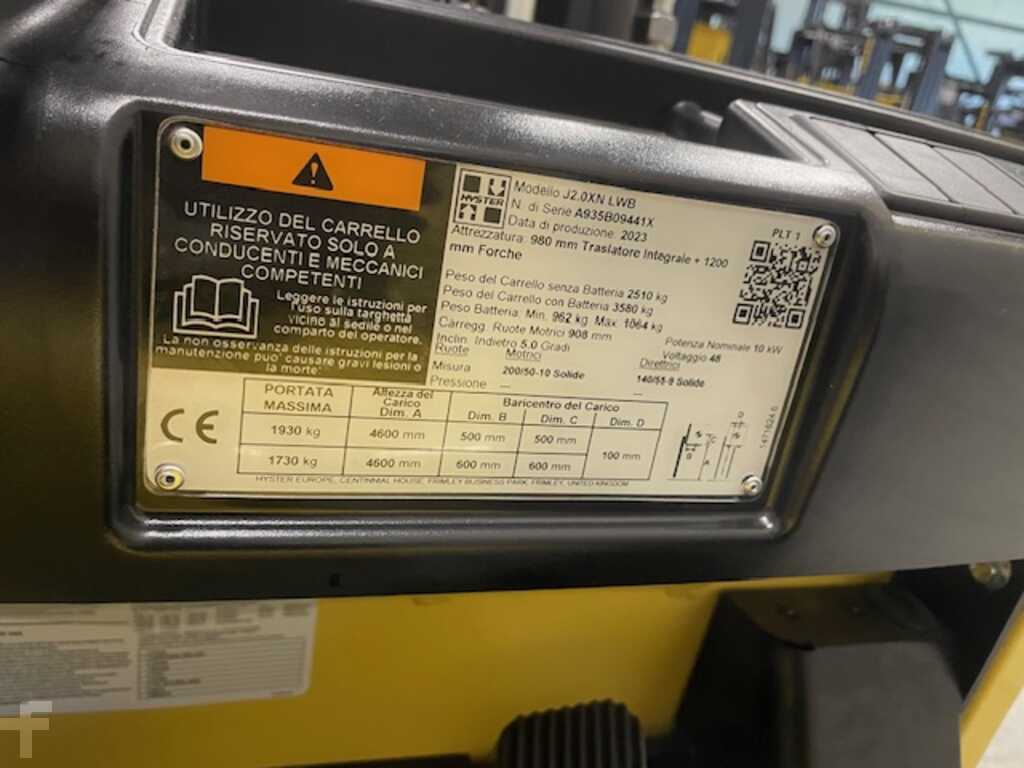 UTILIZZO DEL CARRELLO
RISERVATO SOLO A
CONDUCENTI E MECCANICI
COMPETENTI
Leggere le istruzioni per
l'uso sulla targhetta
vicino al sedile o nel
comparto del operatore.
La non osservanza delle istruzioni per la
manutenzione puo' causare gravi lesioni o
la morte
HYSTER
Modello J2.0XN LWB
N. di Serie A935B09441X
Data di produzione: 2023
Attrezzatura: 980 mm Traslatore Integrale + 1200
mm Forche
PLT 1
Peso del Carrello senza Batteria 2510 kg
Peso del Carrello con Batteria 3580 kg
Peso Batteria: Min. 962 kg Max. 1064 kg
Carregg. Ruote Motrici 908 mm
Potenza Nominale 10 kW
Inclin. Indietro 5.0 Gradi
Voltaggio 48
Ruote Motrici Direttrici
Misura 200/50-10 Solide 140/55-9 Solide
Pressione --- ---
CE
PORTATA MASSIMA
Altezza del Carico Dim. A
Baricentro del Carico
Dim. B Dim. C Dim. D
1930 kg 4600 mm 500 mm 500 mm 100 mm
1730 kg 4600 mm 600 mm 600 mm
HYSTER EUROPE, CENTINNIAL HOUSE, FRIMLEY BUSINESS PARK, FRIMLEY, UNITED KINGDOM
D
B
C
A